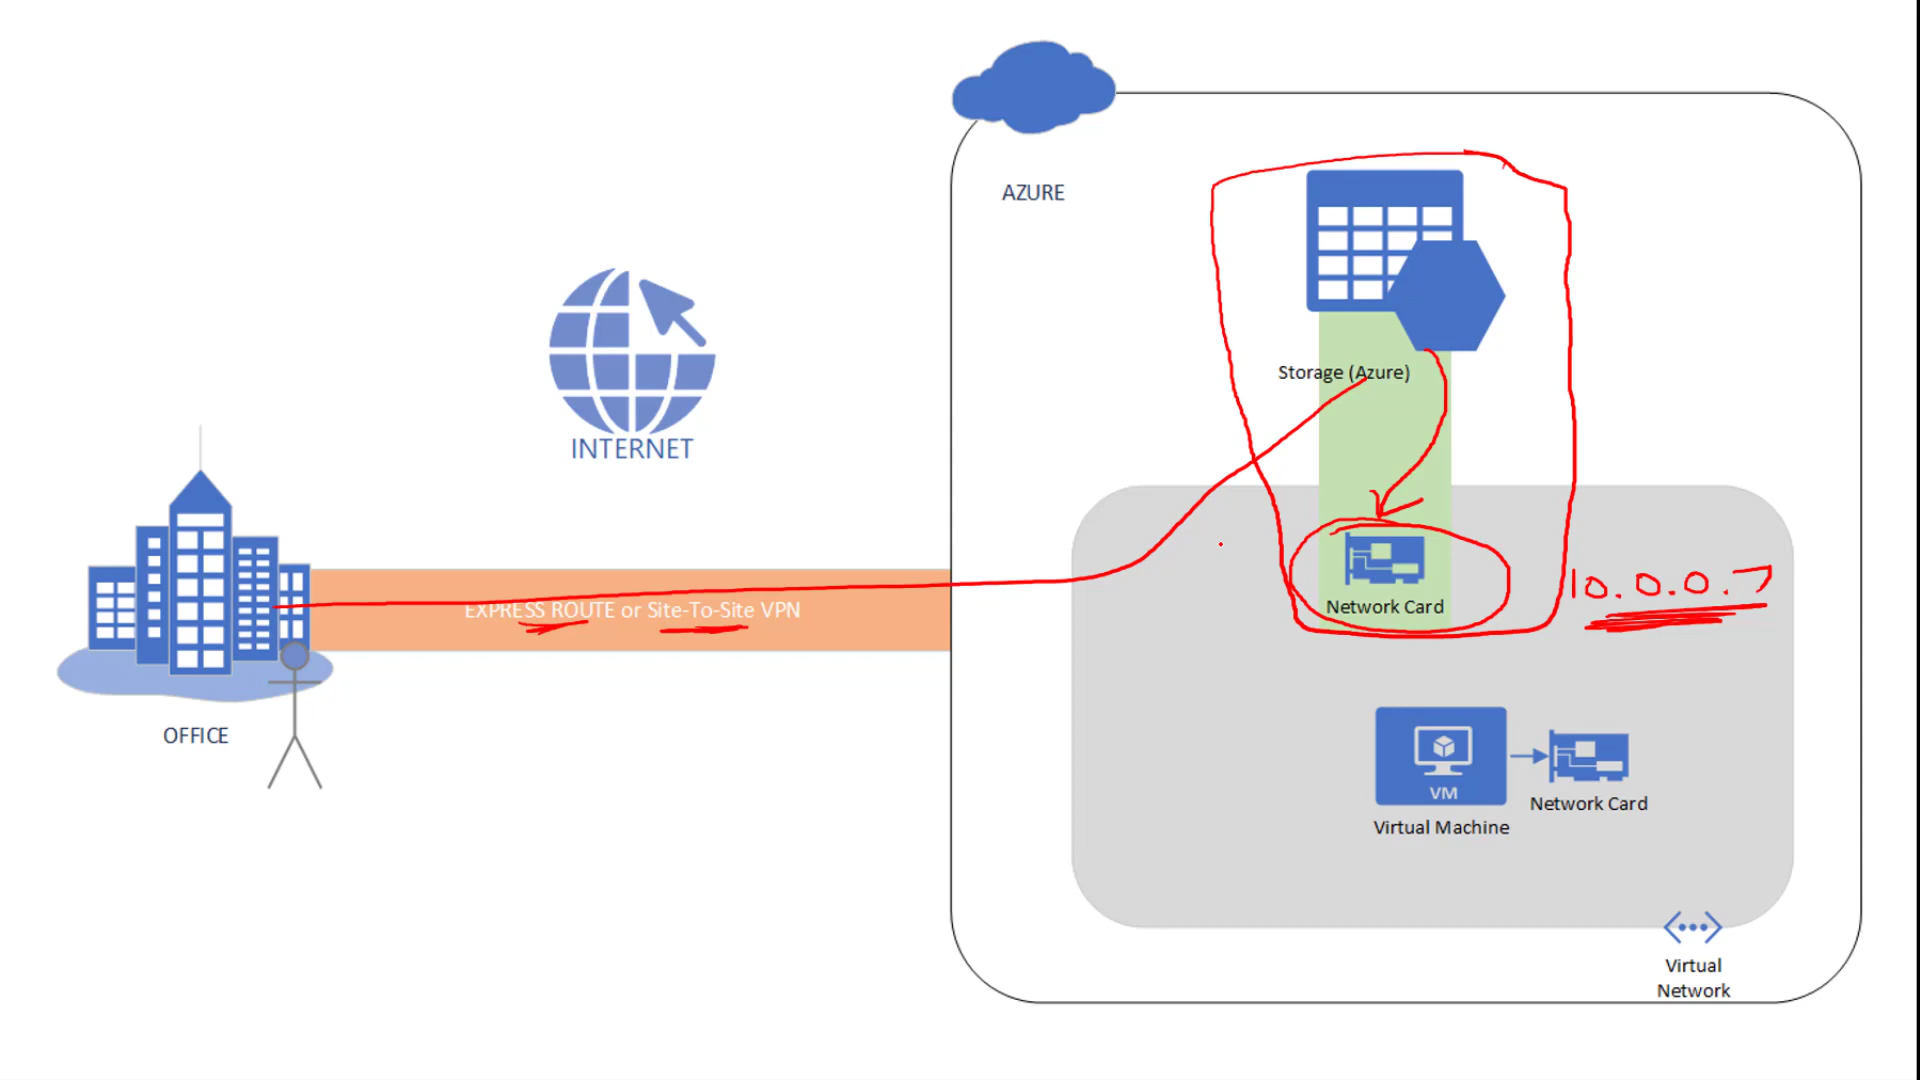 AZURE
INTERNET
Storage (Azure)
EXPRESS ROUTE or Site-To-Site VPN
Network Card
10.0.0.7
OFFICE
VM
Virtual Machine
Network Card
Virtual
Network